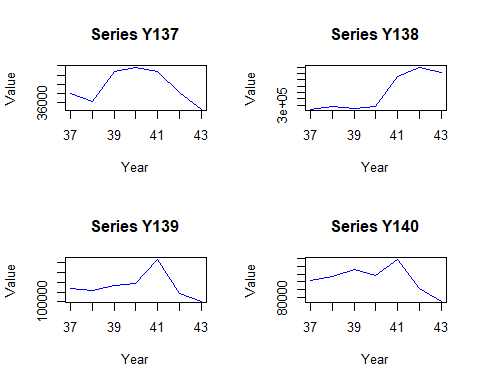 Series Y137
Value
36000
37 39 41 43
Year
Series Y138
Value
3e+05
37 39 41 43
Year
Series Y139
Value
100000
37 39 41 43
Year
Series Y140
Value
80000
37 39 41 43
Year